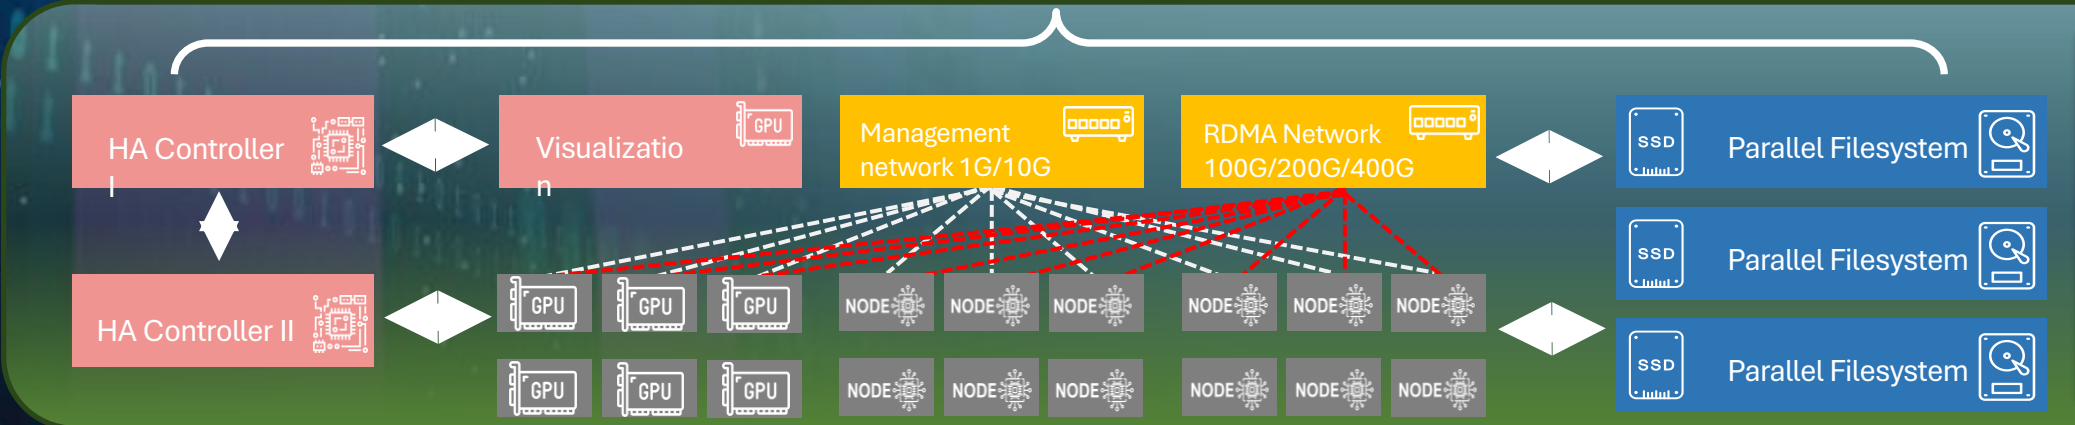 HA Controller
I
GPU
Visualizatio
n
Management
network 1G/10G
RDMA Network
100G/200G/400G
SSD
Parallel Filesystem
SSD
Parallel Filesystem
HA Controller II
GPU
GPU
GPU
NODE
NODE
NODE
NODE
NODE
NODE
SSD
Parallel Filesystem
GPU
GPU
GPU
NODE
NODE
NODE
NODE
NODE
NODE